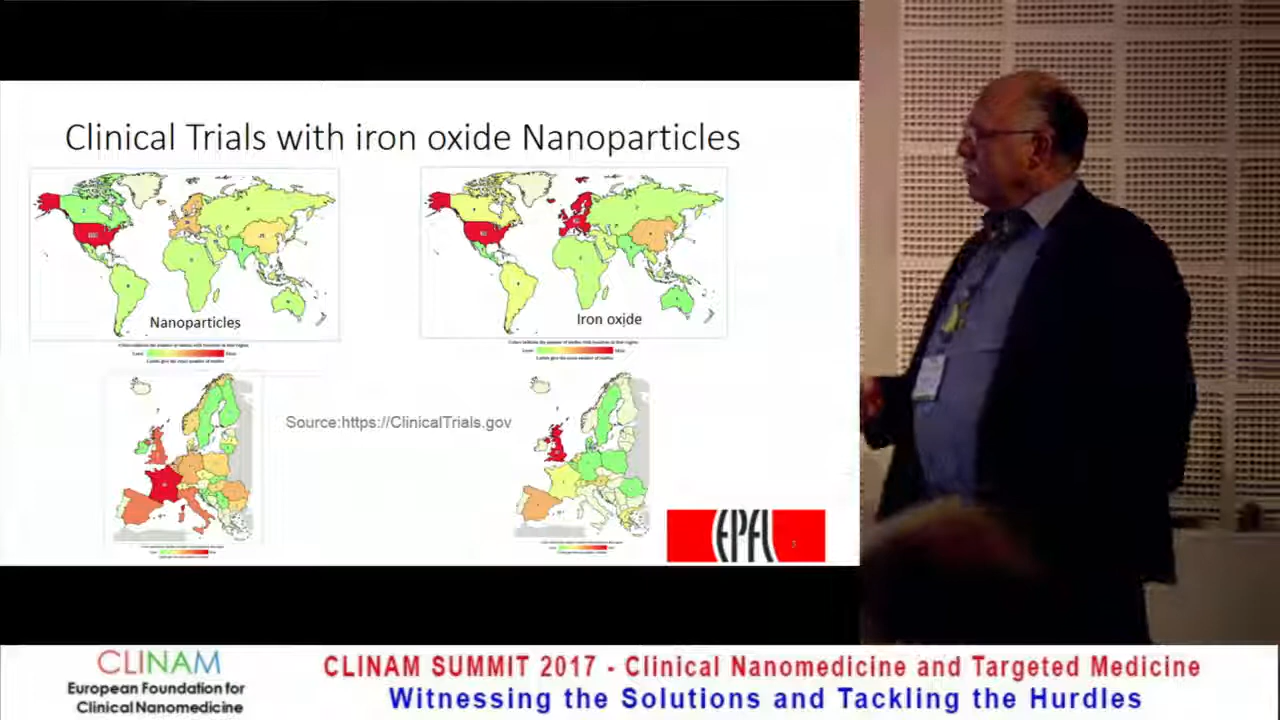 Clinical Trials with iron oxide Nanoparticles
Nanoparticles
Iron oxide
Source:https://ClinicalTrials.gov
EPFL
CLINAM
European Foundation for
Clinical Nanomedicine
CLINAM SUMMIT 2017 - Clinical Nanomedicine and Targeted Medicine
Witnessing the Solutions and Tackling the Hurdles